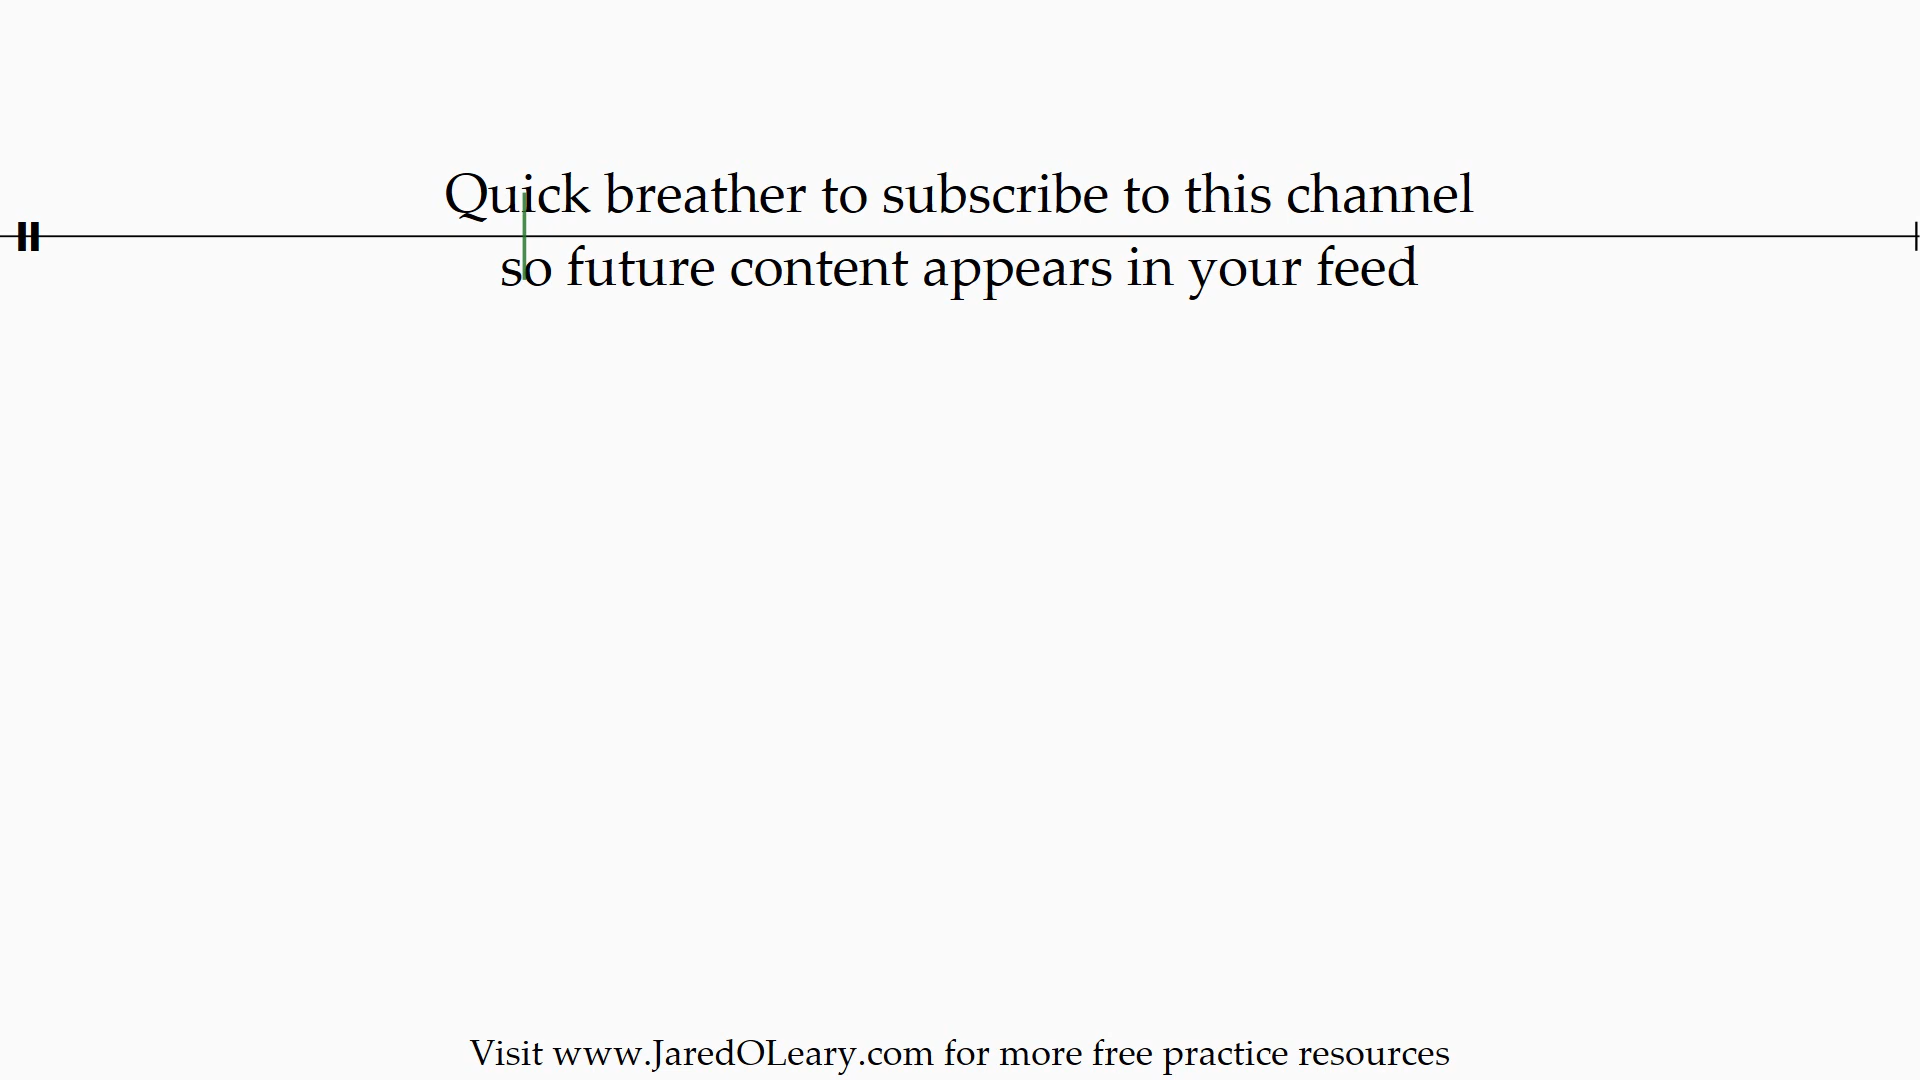 Quick breather to subscribe to this channel
so future content appears in your feed
Visit www.JaredOLeary.com for more free practice resources